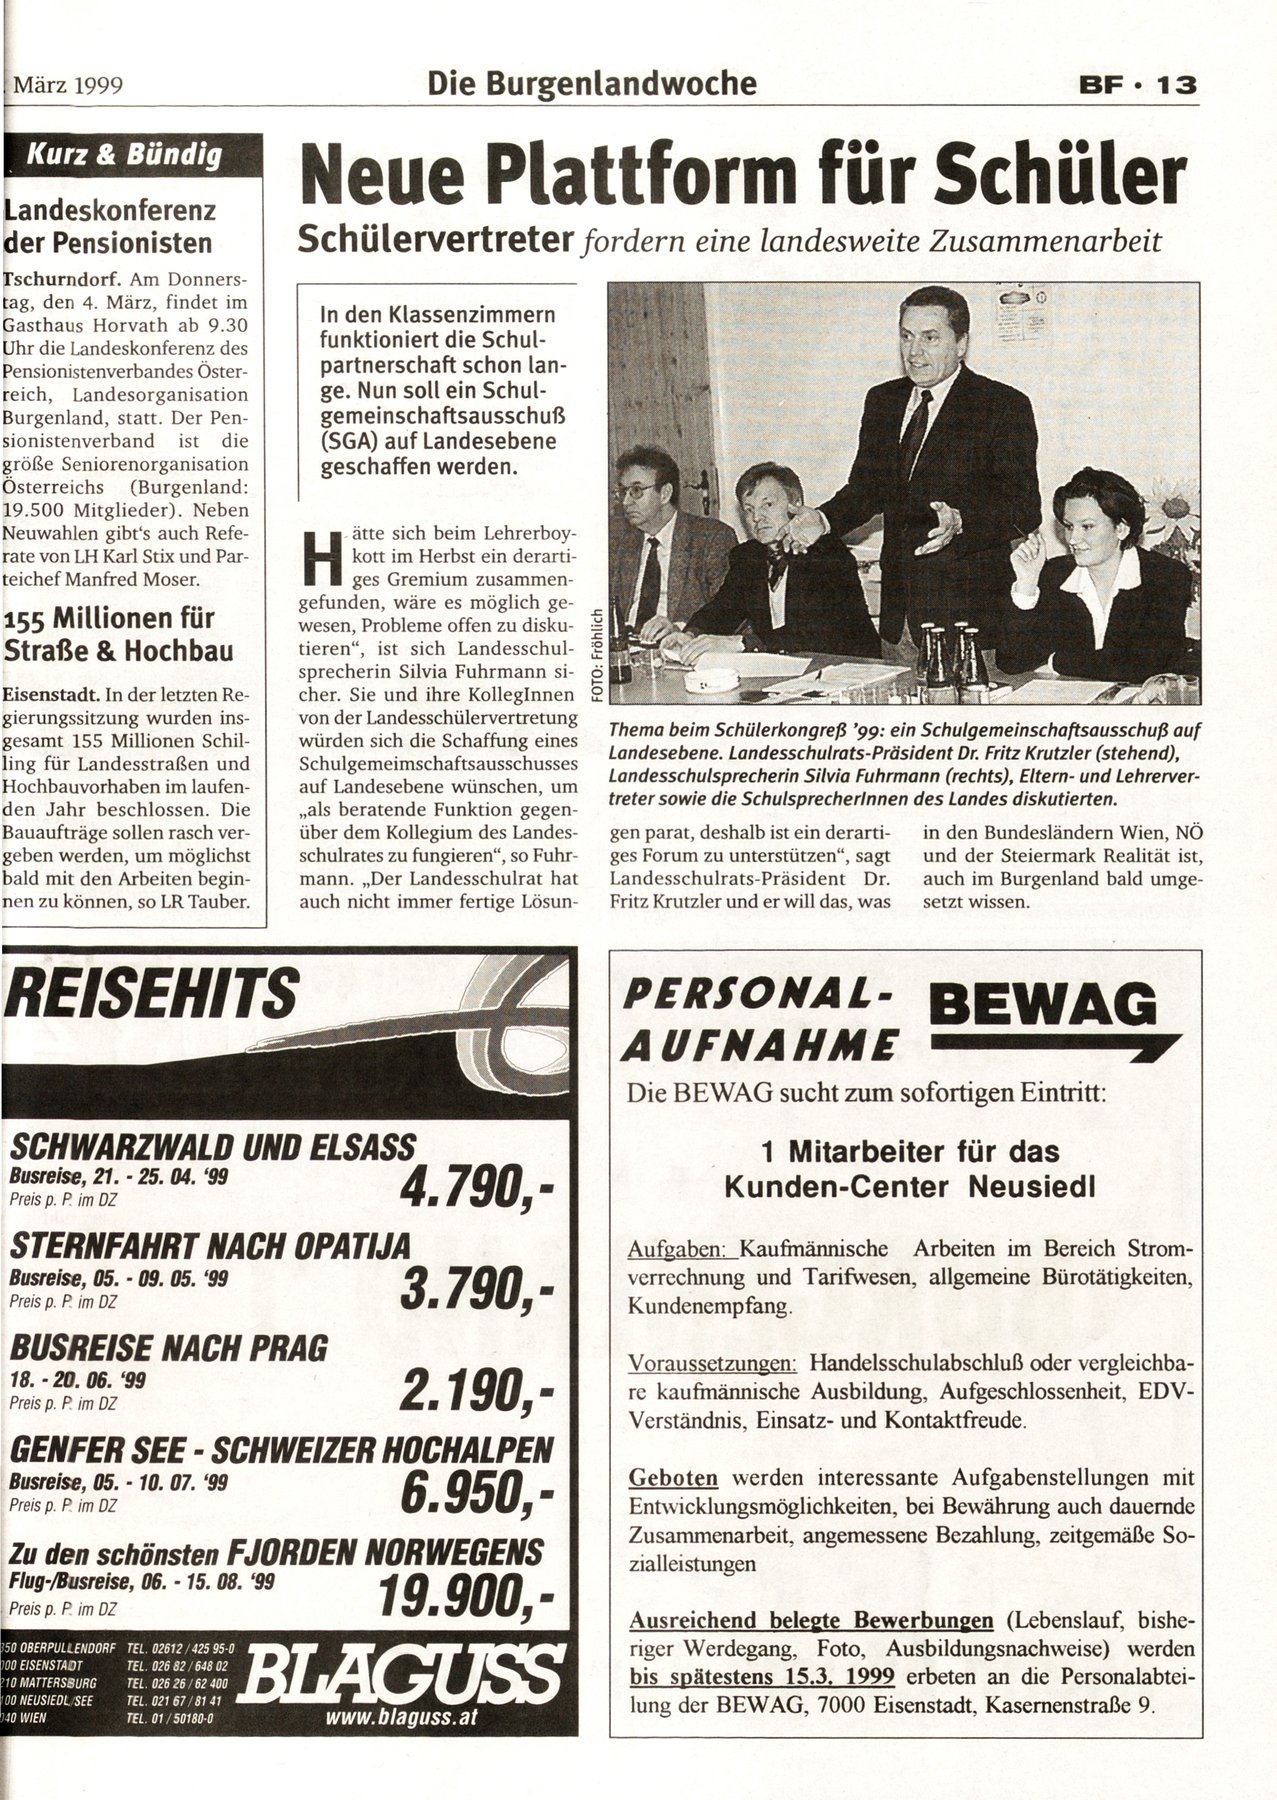 März 1999
Die Burgenlandwoche
BF • 13
Kurz & Bündig
Landeskonferenz
der Pensionisten
Tschurndorf. Am Donners-
tag, den 4. März, findet im
Gasthaus Horvath ab 9.30
Uhr die Landeskonferenz des
Pensionistenverbandes Öster-
reich, Landesorganisation
Burgenland, statt. Der Pen-
sionistenverband ist die
größe Seniorenorganisation
Österreichs (Burgenland:
19.500 Mitglieder). Neben
Neuwahlen gibt's auch Refe-
rate von LH Karl Stix und Par-
teichef Manfred Moser.
155 Millionen für
Straße & Hochbau
Eisenstadt. In der letzten Re-
gierungssitzung wurden ins-
gesamt 155 Millionen Schil-
ling für Landesstraßen und
Hochbauvorhaben im laufen-
den Jahr beschlossen. Die
Bauaufträge sollen rasch ver-
geben werden, um möglichst
bald mit den Arbeiten begin-
nen zu können, so LR Tauber.
Neue Plattform für Schüler
Schülervertreter fordern eine landesweite Zusammenarbeit
In den Klassenzimmern
funktioniert die Schul-
partnerschaft schon lan-
ge. Nun soll ein Schul-
gemeinschaftsausschuß
(SGA) auf Landesebene
geschaffen werden.
Hätte sich beim Lehrerboy-
kott im Herbst ein derarti-
ges Gremium zusammen-
gefunden, wäre es möglich ge-
wesen, Probleme offen zu disku-
tieren“, ist sich Landesschul-
sprecherin Silvia Fuhrmann si-
cher. Sie und ihre KollegInnen
von der Landesschülervertretung
würden sich die Schaffung eines
Schulgemeimschaftsausschusses
auf Landesebene wünschen, um
„als beratende Funktion gegen-
über dem Kollegium des Landes-
schulrates zu fungieren“, so Fuhr-
mann. „Der Landesschulrat hat
auch nicht immer fertige Lösun-
FOTO: Fröhlich
Thema beim Schülerkongreß '99: ein Schulgemeinschaftsausschuß auf
Landesebene. Landesschulrats-Präsident Dr. Fritz Krutzler (stehend),
Landesschulsprecherin Silvia Fuhrmann (rechts), Eltern- und Lehrerver-
treter sowie die SchulsprecherInnen des Landes diskutierten.
gen parat, deshalb ist ein derarti-
ges Forum zu unterstützen“, sagt
Landesschulrats-Präsident Dr.
Fritz Krutzler und er will das, was
in den Bundesländern Wien, NÖ
und der Steiermark Realität ist,
auch im Burgenland bald umge-
setzt wissen.
REISEHITS
SCHWARZWALD UND ELSASS
Busreise, 21. - 25. 04. '99
Preis p. P. im DZ
4.790,-
STERNFAHRT NACH OPATIJA
Busreise, 05. - 09. 05. '99
Preis p. P. im DZ
3.790,-
BUSREISE NACH PRAG
18. - 20. 06. '99
Preis p. P. im DZ
2.190,-
GENFER SEE - SCHWEIZER HOCHALPEN
Busreise, 05. - 10. 07. '99
Preis p. P. im DZ
6.950,-
Zu den schönsten FJORDEN NORWEGENS
Flug-/Busreise, 06. - 15. 08. '99
Preis p. P. im DZ
19.900,-
350 OBERPULLENDORF TEL. 02612 / 425 95-0
000 EISENSTADT TEL. 026 82 / 648 02
210 MATTERSBURG TEL. 026 26 / 62 400
100 NEUSIEDL/SEE TEL. 021 67 / 81 41
040 WIEN TEL. 01 / 50180-0
BLAGUSS
www.blaguss.at
PERSONAL-
AUFNAHME
BEWAG
Die BEWAG sucht zum sofortigen Eintritt:
1 Mitarbeiter für das
Kunden-Center Neusiedl
Aufgaben: Kaufmännische Arbeiten im Bereich Strom-
verrechnung und Tarifwesen, allgemeine Bürotätigkeiten,
Kundenempfang.
Voraussetzungen: Handelsschulabschluß oder vergleichba-
re kaufmännische Ausbildung, Aufgeschlossenheit, EDV-
Verständnis, Einsatz- und Kontaktfreude.
Geboten werden interessante Aufgabenstellungen mit
Entwicklungsmöglichkeiten, bei Bewährung auch dauernde
Zusammenarbeit, angemessene Bezahlung, zeitgemäße So-
zialleistungen
Ausreichend belegte Bewerbungen (Lebenslauf, bishe-
riger Werdegang, Foto, Ausbildungsnachweise) werden
bis spätestens 15.3. 1999 erbeten an die Personalabtei-
lung der BEWAG, 7000 Eisenstadt, Kasernenstraße 9.